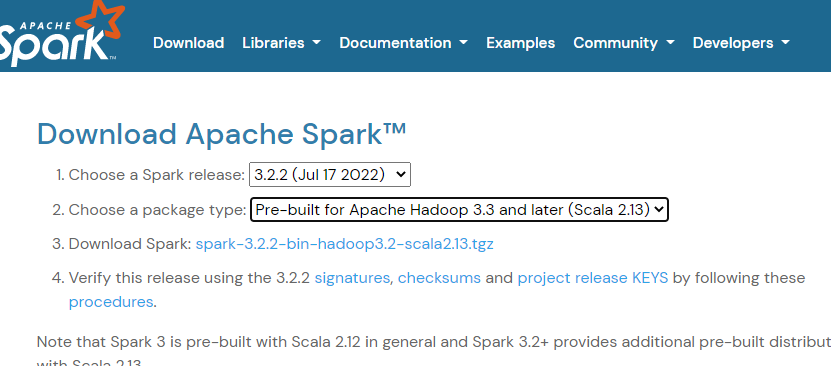 APACHE
Spark™
Download Libraries Documentation Examples Community Developers
Download Apache Spark™
1. Choose a Spark release: 3.2.2 (Jul 17 2022)
2. Choose a package type: Pre-built for Apache Hadoop 3.3 and later (Scala 2.13)
3. Download Spark: spark-3.2.2-bin-hadoop3.2-scala2.13.tgz
4. Verify this release using the 3.2.2 signatures, checksums and project release KEYS by following these
procedures.
Note that Spark 3 is pre-built with Scala 2.12 in general and Spark 3.2+ provides additional pre-built distribut
with Scala 2.13